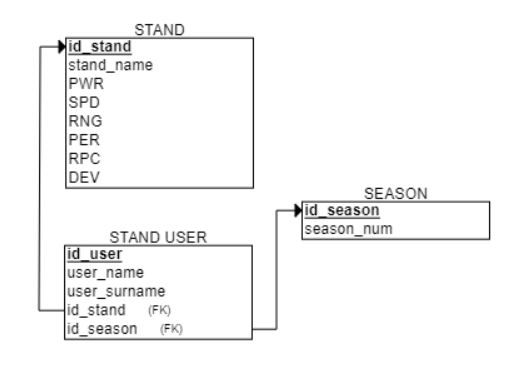 STAND
id_stand
stand_name
PWR
SPD
RNG
PER
RPC
DEV
SEASON
id_season
season_num
STAND USER
id_user
user_name
user_surname
id_stand (FK)
id_season (FK)